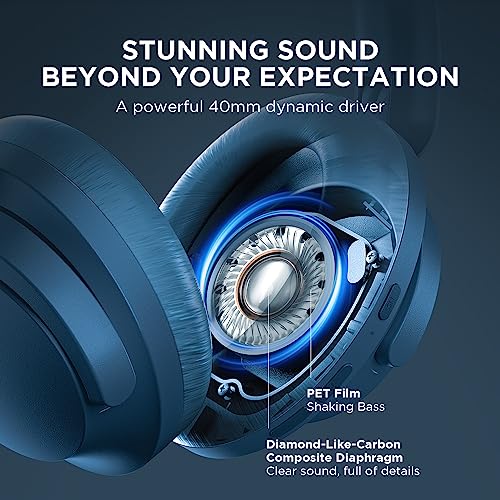 STUNNING SOUND
BEYOND YOUR EXPECTATION
A powerful 40mm dynamic driver
PET Film
Shaking Bass
Diamond-Like-Carbon
Composite Diaphragm
Clear sound, full of details